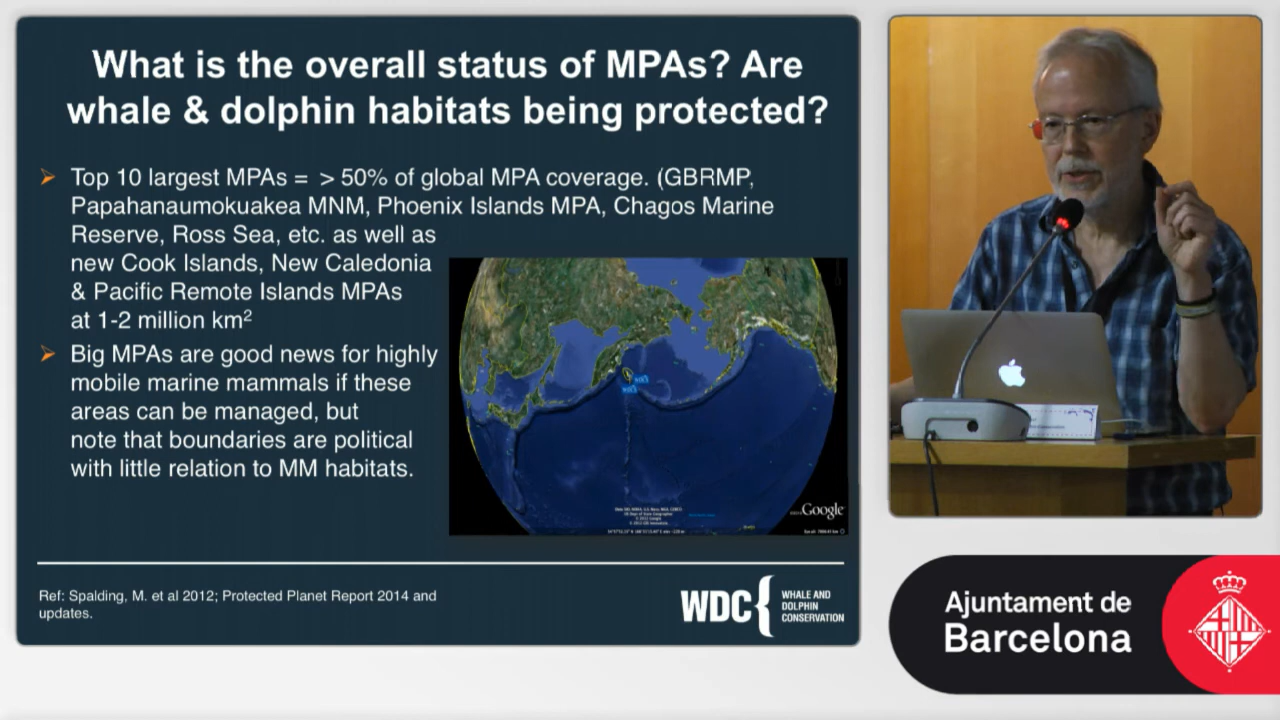 What is the overall status of MPAs? Are
whale & dolphin habitats being protected?
➢ Top 10 largest MPAs = > 50% of global MPA coverage. (GBRMP,
Papahanaumokuakea MNM, Phoenix Islands MPA, Chagos Marine
Reserve, Ross Sea, etc. as well as
new Cook Islands, New Caledonia
& Pacific Remote Islands MPAs
at 1-2 million km²
➢ Big MPAs are good news for highly
mobile marine mammals if these
areas can be managed, but
note that boundaries are political
with little relation to MM habitats.
Google
Ref: Spalding, M. et al 2012; Protected Planet Report 2014 and
updates.
WDC
WHALE AND
DOLPHIN
CONSERVATION
Ajuntament de
Barcelona